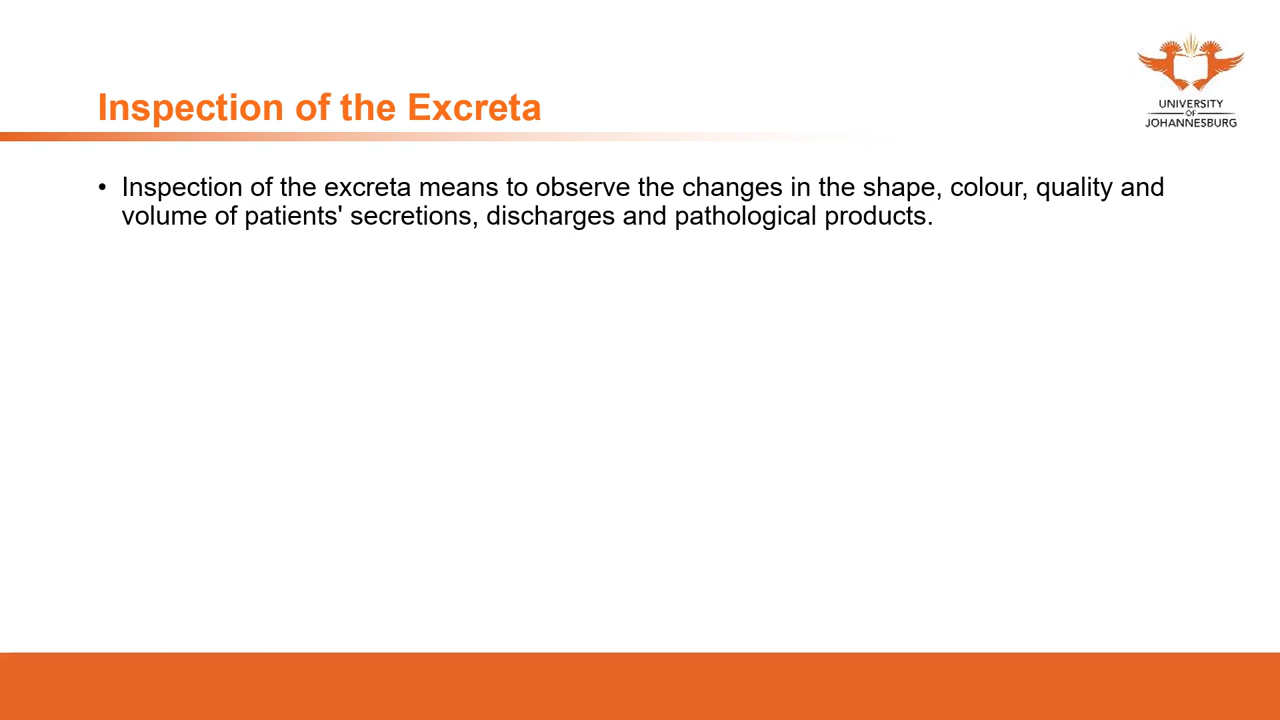 UNIVERSITY
OF
JOHANNESBURG
Inspection of the Excreta
• Inspection of the excreta means to observe the changes in the shape, colour, quality and
volume of patients' secretions, discharges and pathological products.